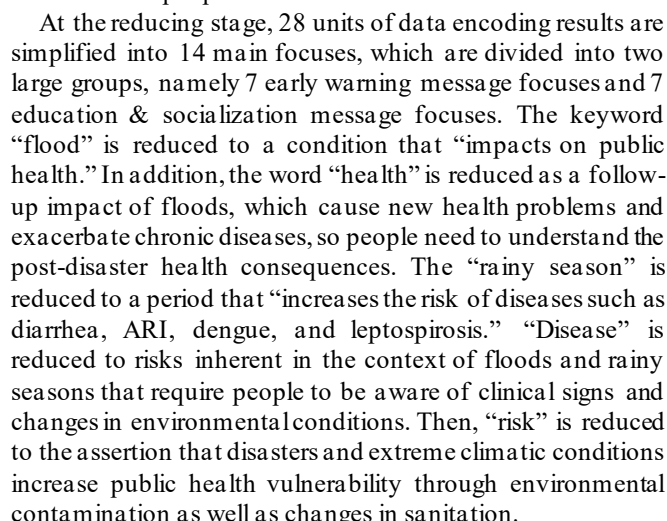 At the reducing stage, 28 units of data encoding results are
simplified into 14 main focuses, which are divided into two
large groups, namely 7 early warning message focuses and 7
education & socialization message focuses. The keyword
“flood” is reduced to a condition that “impacts on public
health.” In addition, the word “health” is reduced as a follow-
up impact of floods, which cause new health problems and
exacerbate chronic diseases, so people need to understand the
post-disaster health consequences. The “rainy season” is
reduced to a period that “increases the risk of diseases such as
diarrhea, ARI, dengue, and leptospirosis.” “Disease” is
reduced to risks inherent in the context of floods and rainy
seasons that require people to be aware of clinical signs and
changes in environmental conditions. Then, “risk” is reduced
to the assertion that disasters and extreme climatic conditions
increase public health vulnerability through environmental
contamination as well as changes in sanitation.